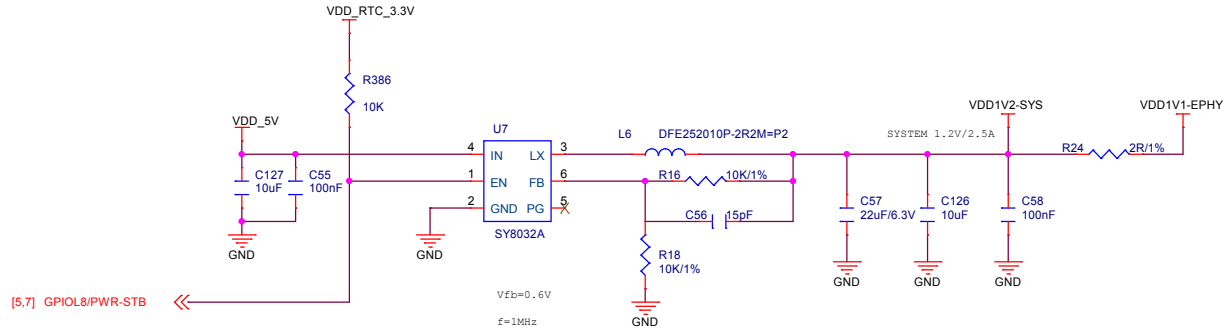 VDD_RTC_3.3V
R386
10K
VDD_5V
U7
L6 DFE252010P-2R2M=P2
VDD1V2-SYS
VDD1V1-EPHY
SYSTEM 1.2V/2.5A
R24 2R/1%
4 IN LX 3
C127
10uF
C55
100nF
1 EN FB 6
R16 10K/1%
2 GND PG 5
C56 15pF
C57
22uF/6.3V
C126
10uF
C58
100nF
SY8032A
GND
GND
R18
10K/1%
GND
GND
GND
[5,7] GPIOL8/PWR-STB
Vfb=0.6V
f=1MHz
GND